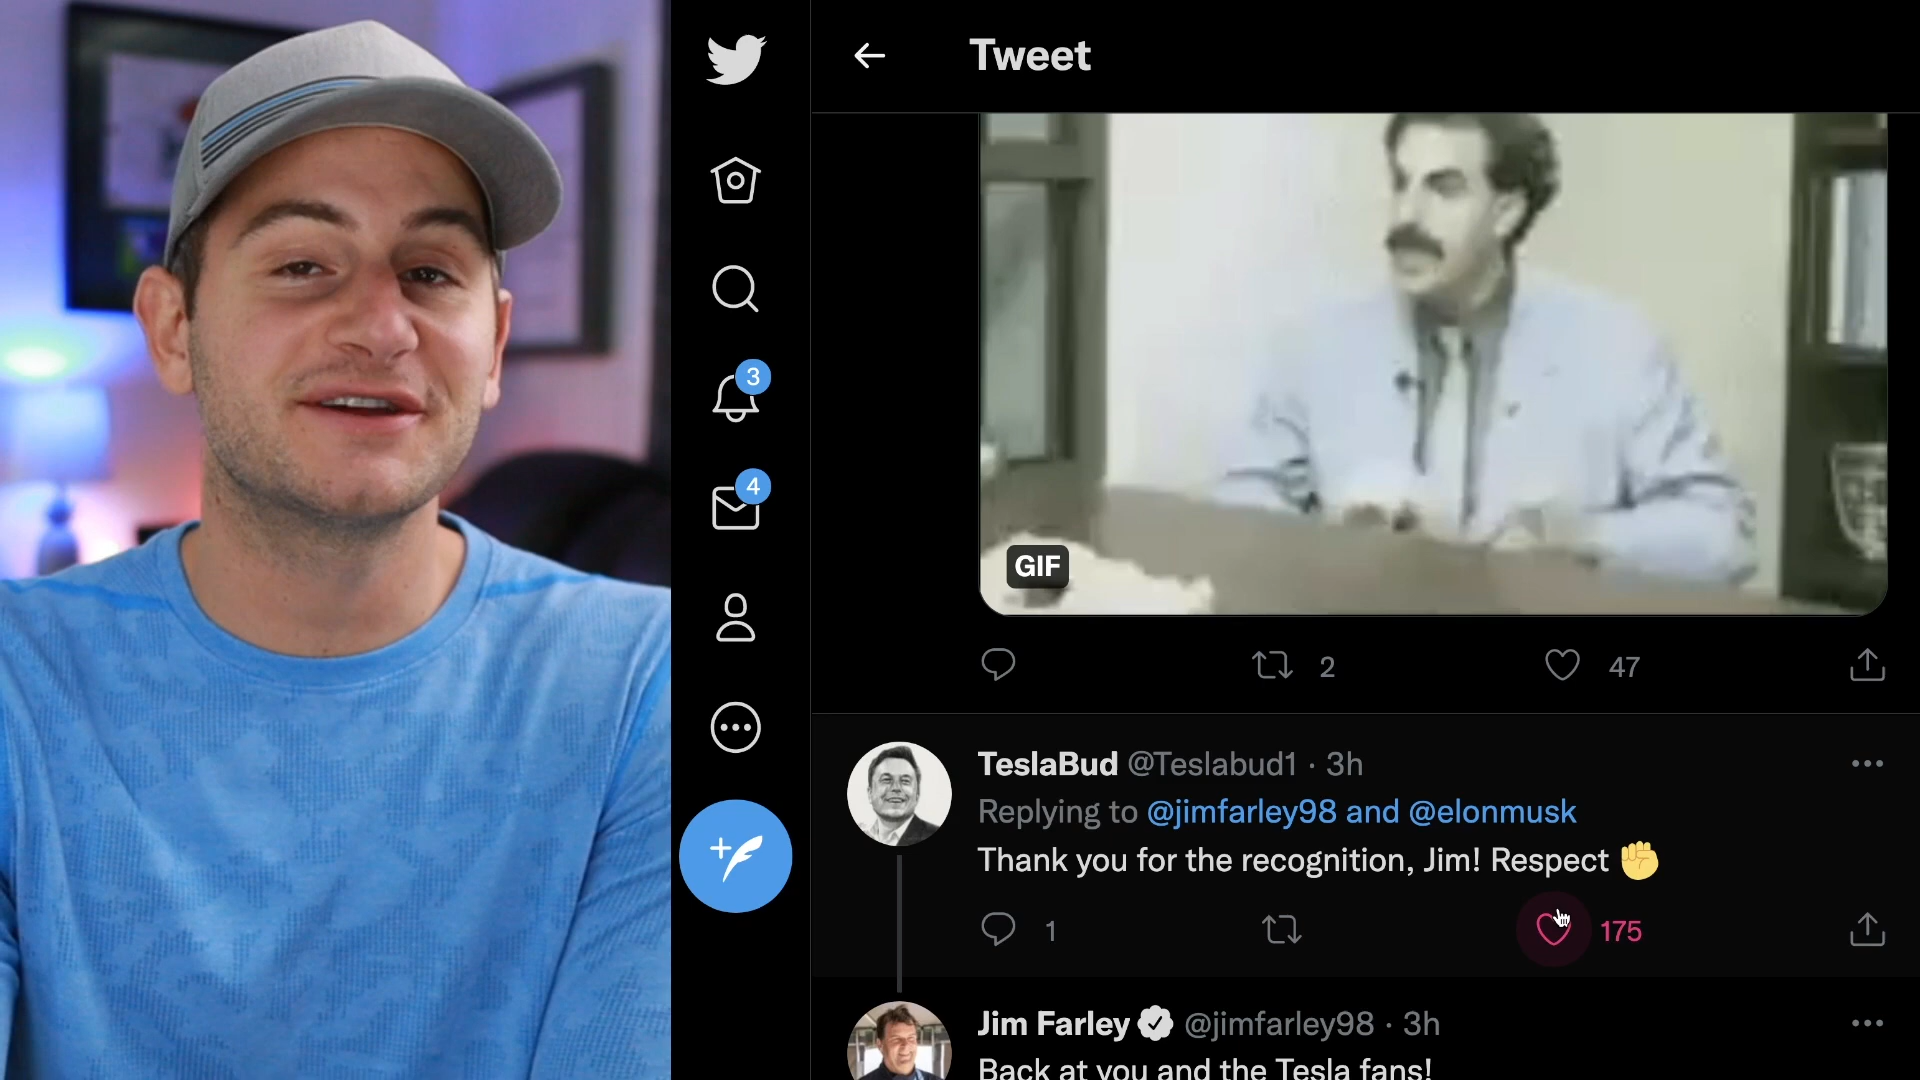 Tweet
3
4
GIF
2
47
TeslaBud @Teslabud1 · 3h
Replying to @jimfarley98 and @elonmusk
Thank you for the recognition, Jim! Respect ✊
1
175
Jim Farley @jimfarley98 · 3h
Back at you and the Tesla fans!